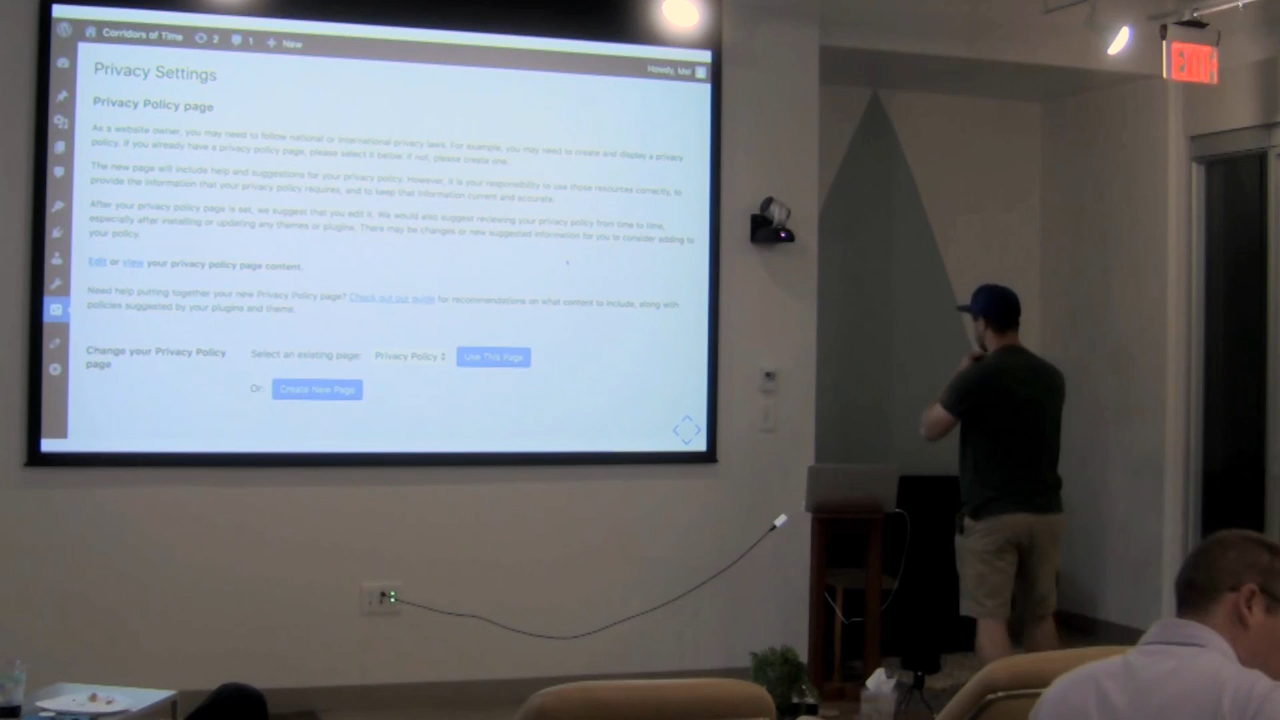 Corridors of Time 2 1 New
Howdy, Mel
Privacy Settings
Privacy Policy page
As a website owner, you may need to follow national or international privacy laws. For example, you may need to create and display a privacy
policy. If you already have a privacy policy page, please select it below. If not, please create one.
The new page will include help and suggestions for your privacy policy. However, it is your responsibility to use those resources correctly, to
provide the information that your privacy policy requires, and to keep that information current and accurate.
After your privacy policy page is set, we suggest that you edit it. We would also suggest reviewing your privacy policy from time to time,
especially after installing or updating any themes or plugins. There may be changes or new suggested information for you to consider adding to
your policy.
Edit or view your privacy policy page content.
Need help putting together your new Privacy Policy page? Check out our guide for recommendations on what content to include, along with
policies suggested by your plugins and theme.
Change your Privacy Policy
page
Select an existing page: Privacy Policy Use This Page
Or: Create New Page
EXIT